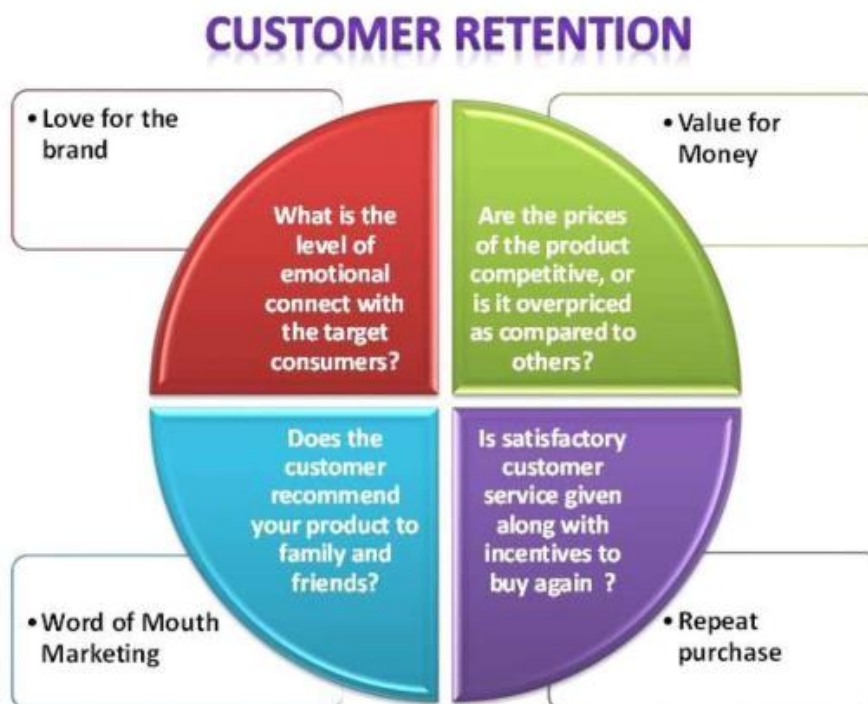 CUSTOMER RETENTION
• Love for the
brand
What is the
level of
emotional
connect with
the target
consumers?
Are the prices
of the product
competitive, or
is it overpriced
as compared to
others?
• Value for
Money
Does the
customer
recommend
your product to
family and
friends?
Is satisfactory
customer
service given
along with
incentives to
buy again ?
• Word of Mouth
Marketing
• Repeat
purchase